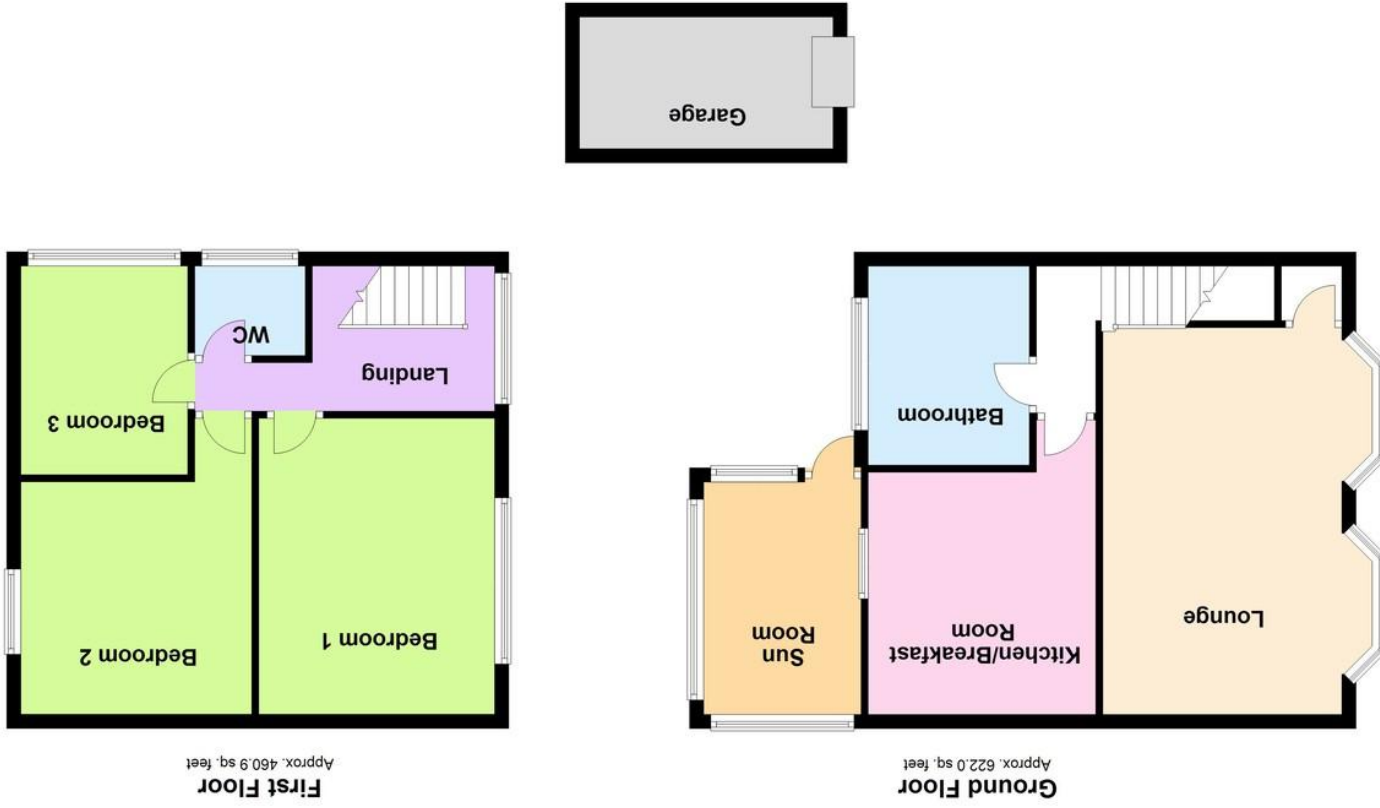 Ground Floor
Approx. 622.0 sq. feet
Lounge
Kitchen/Breakfast
Room
Sun
Room
Bathroom
First Floor
Approx. 460.9 sq. feet
Bedroom 1
Bedroom 2
Landing
Bedroom 3
WC
Garage